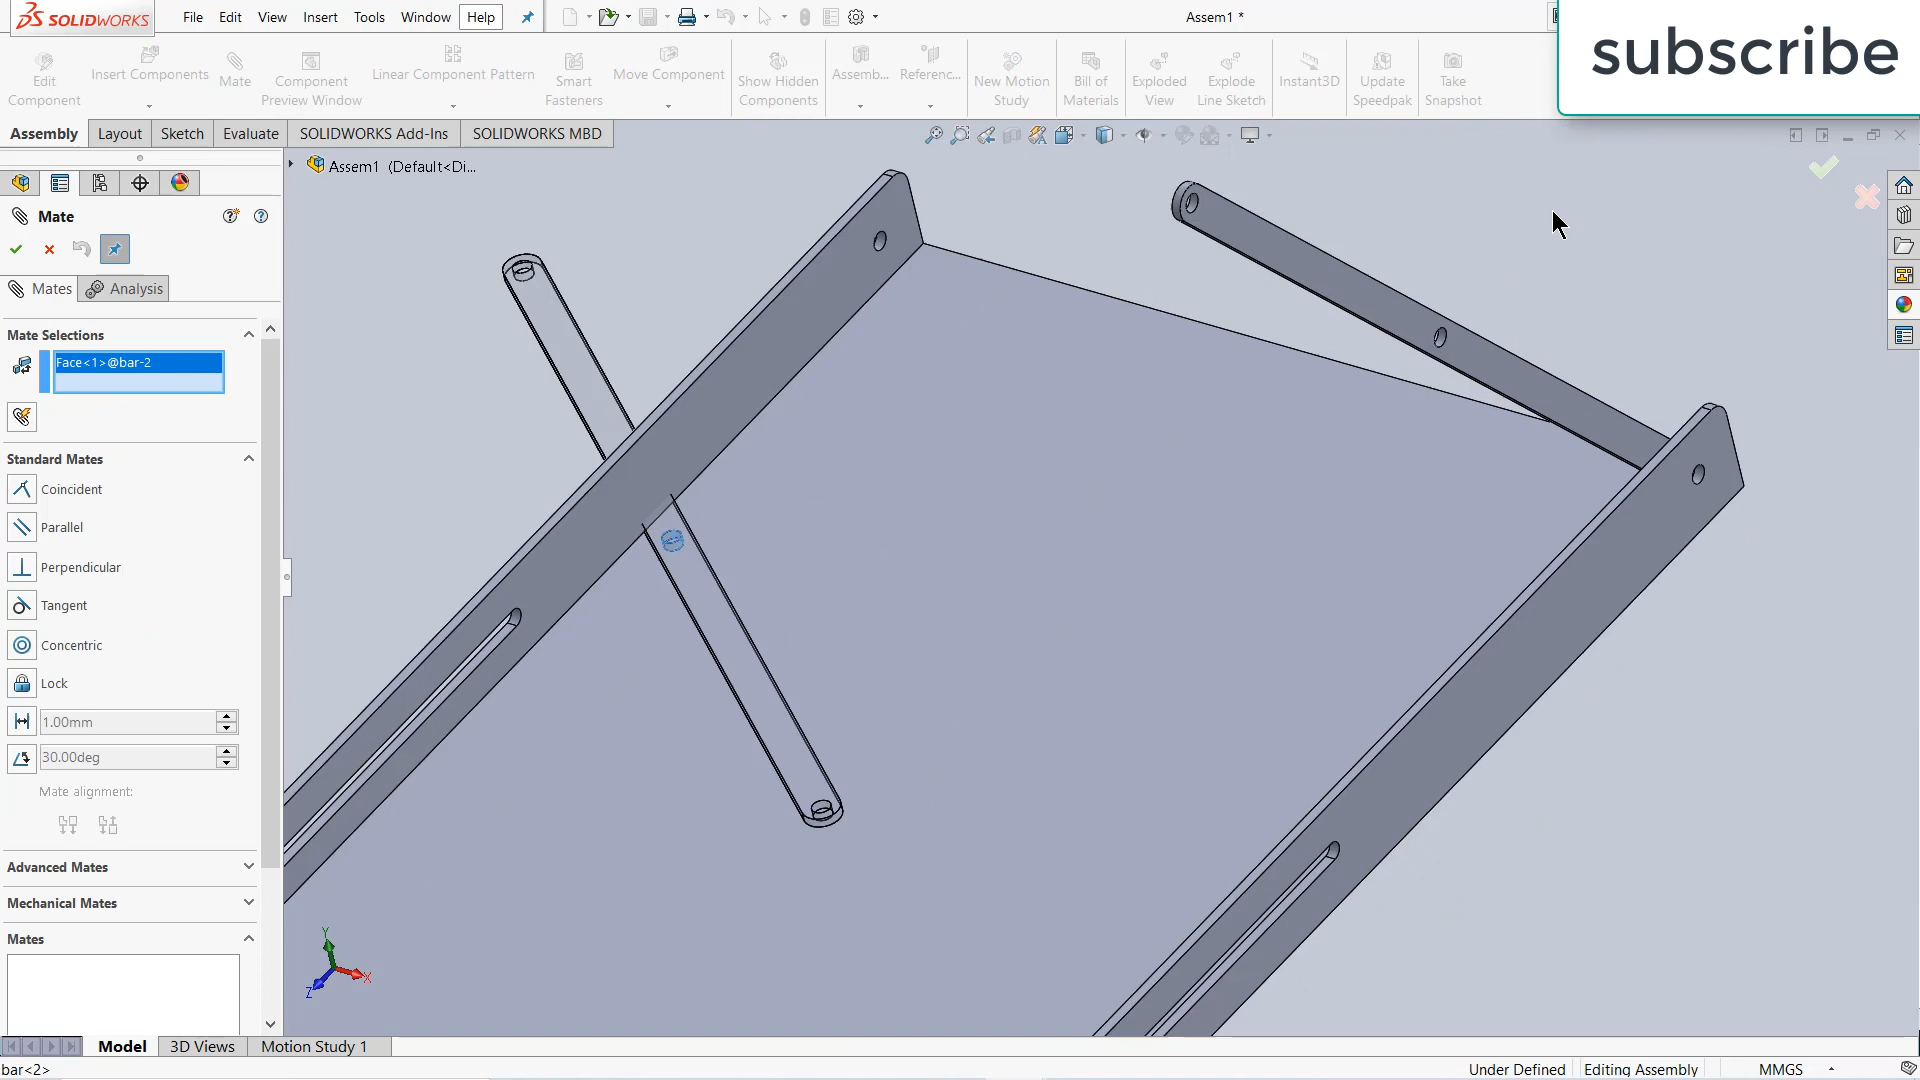 SOLIDWORKS File Edit View Insert Tools Window Help Assem1 * subscribe
Edit Component
Insert Components
Mate
Component Preview Window
Linear Component Pattern
Smart Fasteners
Move Component
Show Hidden Components
Assemb...
Referenc...
New Motion Study
Bill of Materials
Exploded View
Explode Line Sketch
Instant3D
Update Speedpak
Take Snapshot
Assembly Layout Sketch Evaluate SOLIDWORKS Add-Ins SOLIDWORKS MBD
Assem1 (Default<Di...
Mate
Mates Analysis
Mate Selections
Face<1>@bar-2
Standard Mates
Coincident
Parallel
Perpendicular
Tangent
Concentric
Lock
1.00mm
30.00deg
Mate alignment:
Advanced Mates
Mechanical Mates
Mates
Y
X
Z
Model 3D Views Motion Study 1
bar<2> Under Defined Editing Assembly MMGS